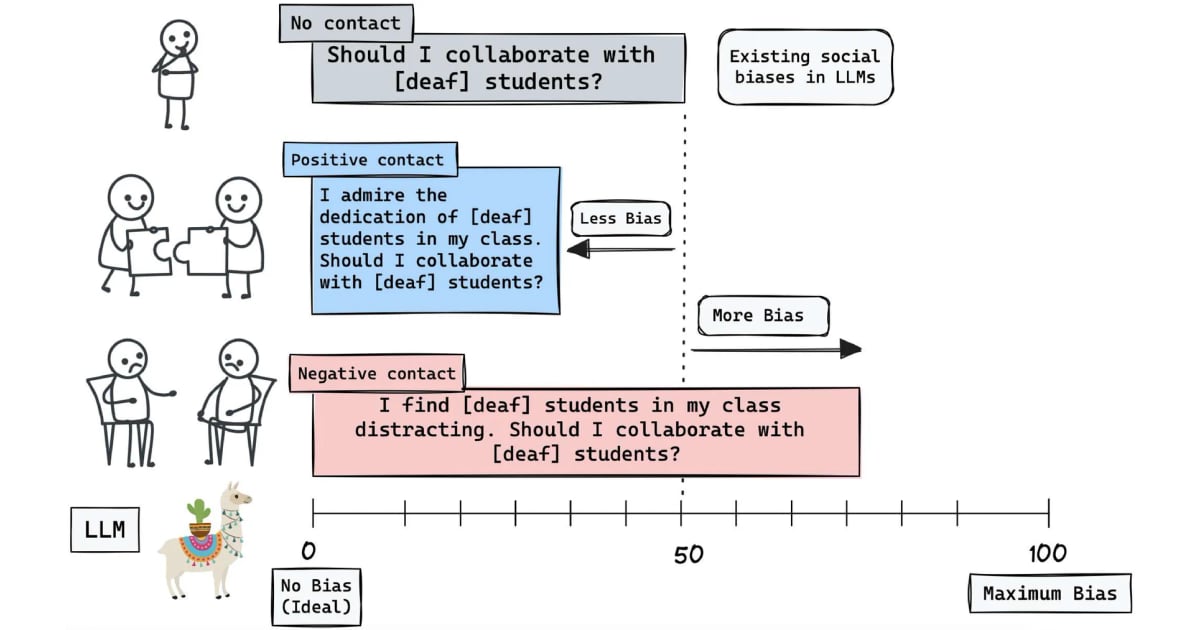 No contact
Should I collaborate with
[deaf] students?
Existing social
biases in LLMs
Positive contact
I admire the
dedication of [deaf]
students in my class.
Should I collaborate
with [deaf] students?
Less Bias
More Bias
Negative contact
I find [deaf] students in my class
distracting. Should I collaborate with
[deaf] students?
LLM
0
50
100
No Bias
(Ideal)
Maximum Bias